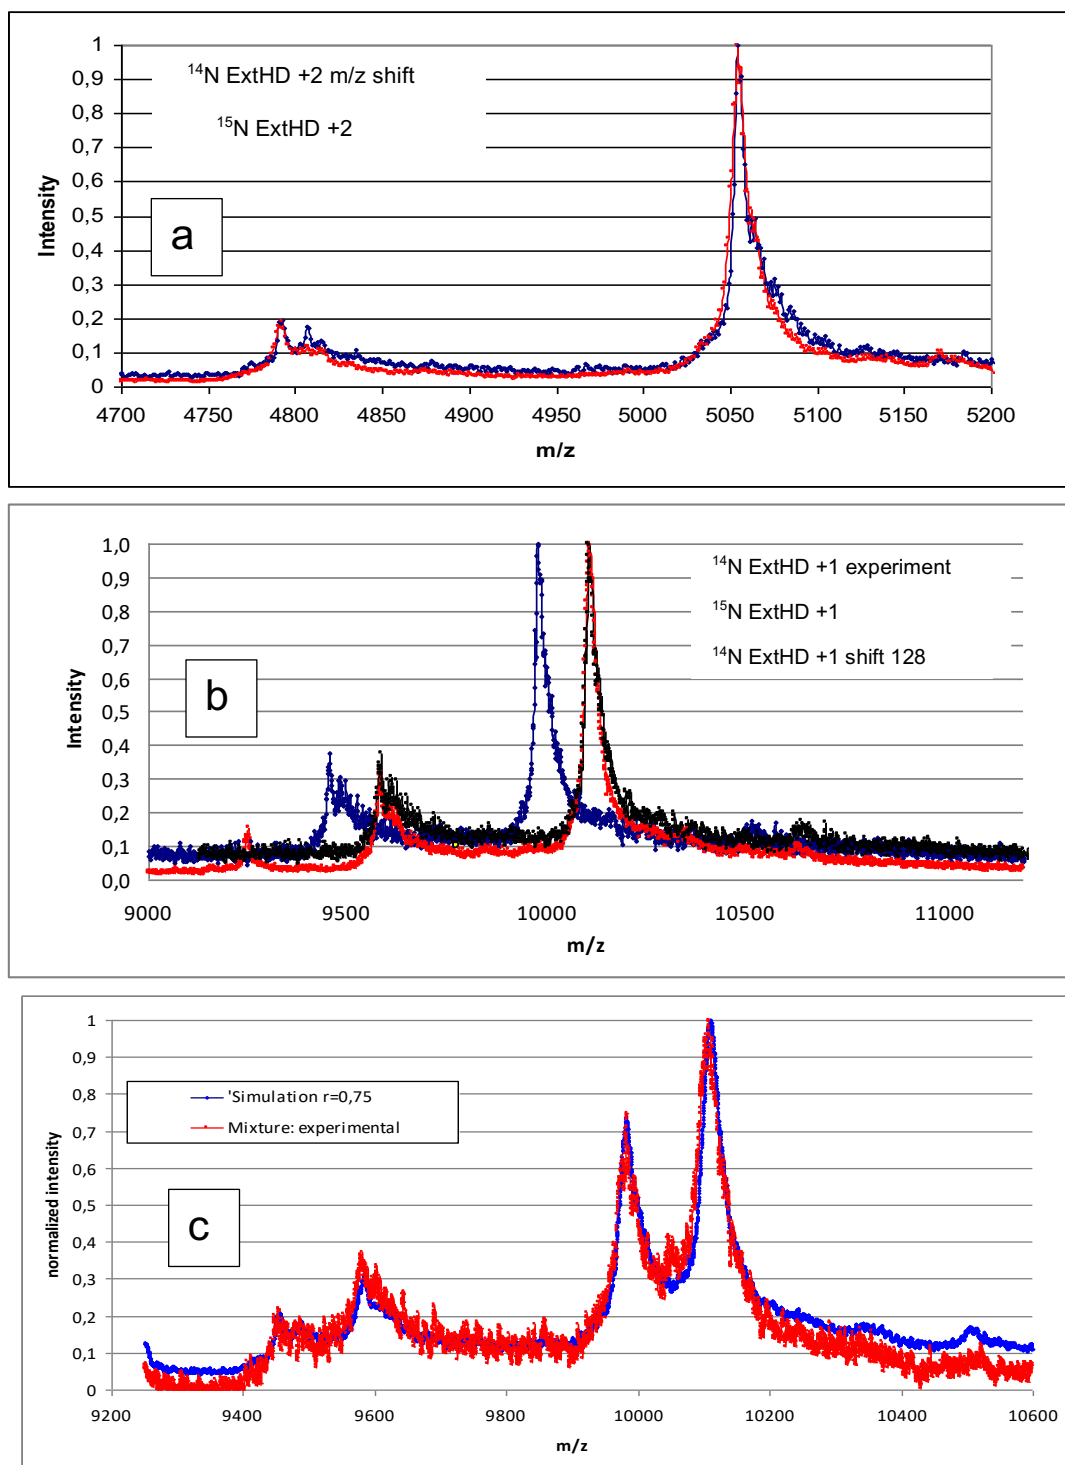 1
0,9
0,8
0,7
0,6
0,5
0,4
0,3
0,2
0,1
0
Intensity
¹⁴N ExtHD +2 m/z shift
¹⁵N ExtHD +2
a
4700 4750 4800 4850 4900 4950 5000 5050 5100 5150 5200
m/z
1,0
0,9
0,8
0,7
0,6
0,5
0,4
0,3
0,2
0,1
0,0
Intensity
¹⁴N ExtHD +1 experiment
¹⁵N ExtHD +1
¹⁴N ExtHD +1 shift 128
b
9000 9500 10000 10500 11000
m/z
1
0,9
0,8
0,7
0,6
0,5
0,4
0,3
0,2
0,1
0
normalized intensity
'Simulation r=0,75
Mixture: experimental
c
9200 9400 9600 9800 10000 10200 10400 10600
m/z